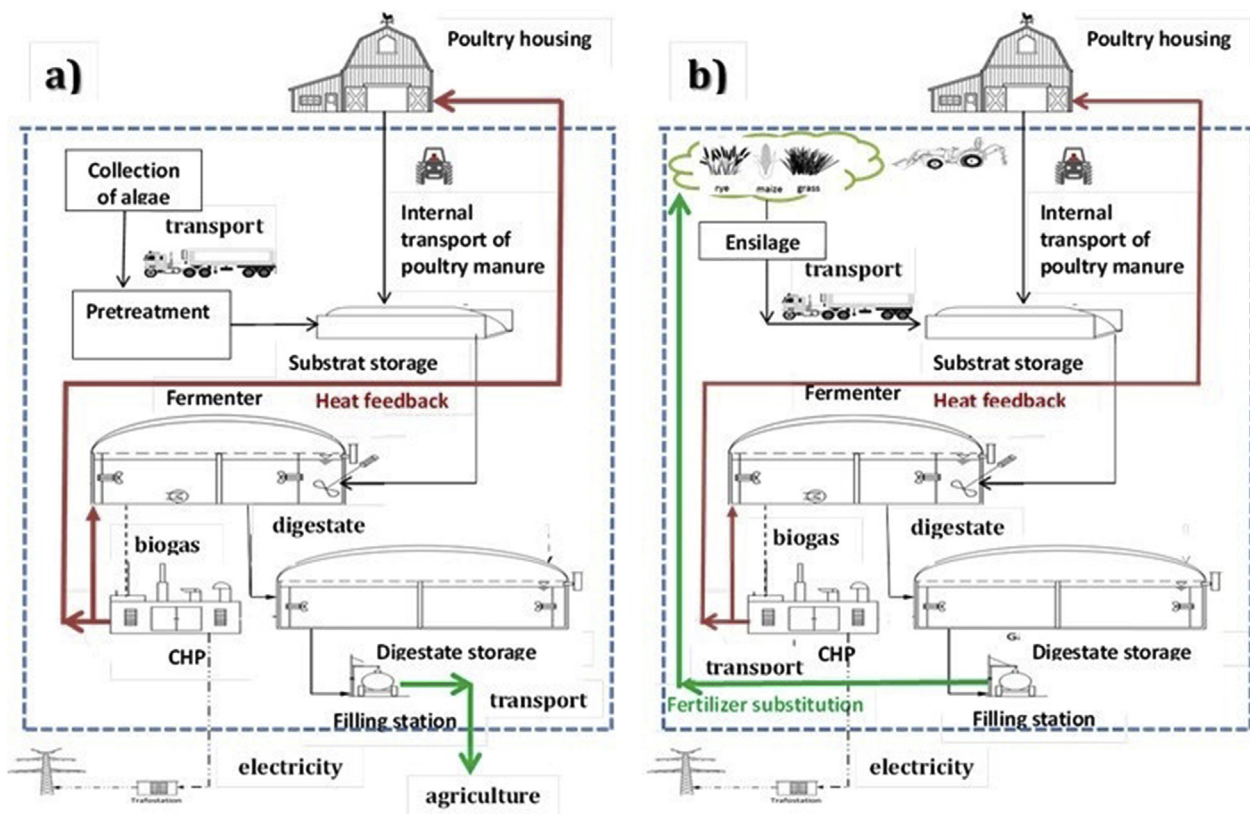 a)
Poultry housing
Collection
of algae
transport
Internal
transport of
poultry manure
Pretreatment
Substrat storage
Fermenter
Heat feedback
digestate
biogas
CHP
Digestate storage
transport
Filling station
electricity
Trafostation
agriculture
b)
Poultry housing
rye maize grass
Ensilage
transport
Internal
transport of
poultry manure
Substrat storage
Fermenter
Heat feedback
digestate
biogas
CHP
Digestate storage
transport
Fertilizer substitution
Filling station
electricity
Trafostation